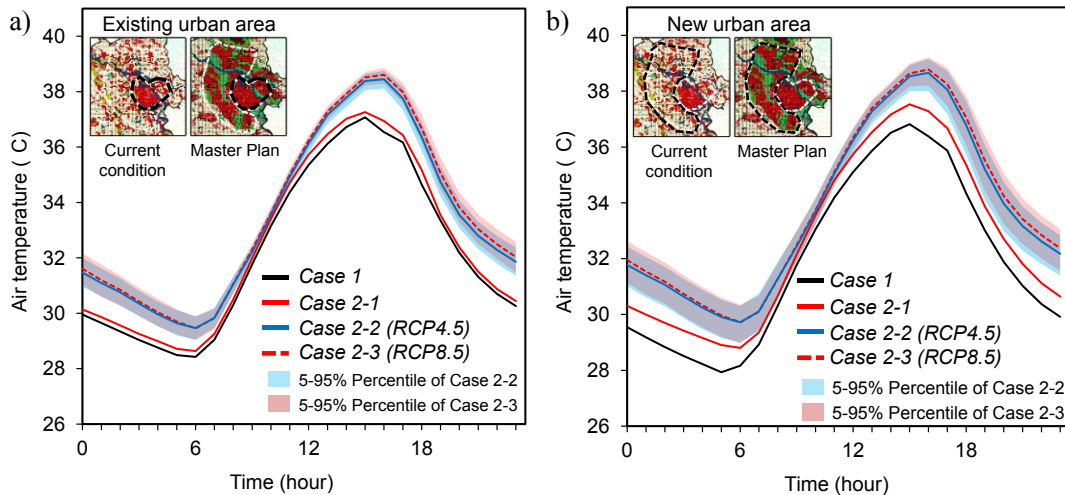 a)
Existing urban area
Current
condition
Master Plan
Case 1
Case 2-1
Case 2-2 (RCP4.5)
Case 2-3 (RCP8.5)
5-95% Percentile of Case 2-2
5-95% Percentile of Case 2-3
Air temperature ( C)
40
38
36
34
32
30
28
26
0
6
12
18
Time (hour)
b)
New urban area
Current
condition
Master Plan
Case 1
Case 2-1
Case 2-2 (RCP4.5)
Case 2-3 (RCP8.5)
5-95% Percentile of Case 2-2
5-95% Percentile of Case 2-3
Air temperature ( C)
40
38
36
34
32
30
28
26
0
6
12
18
Time (hour)